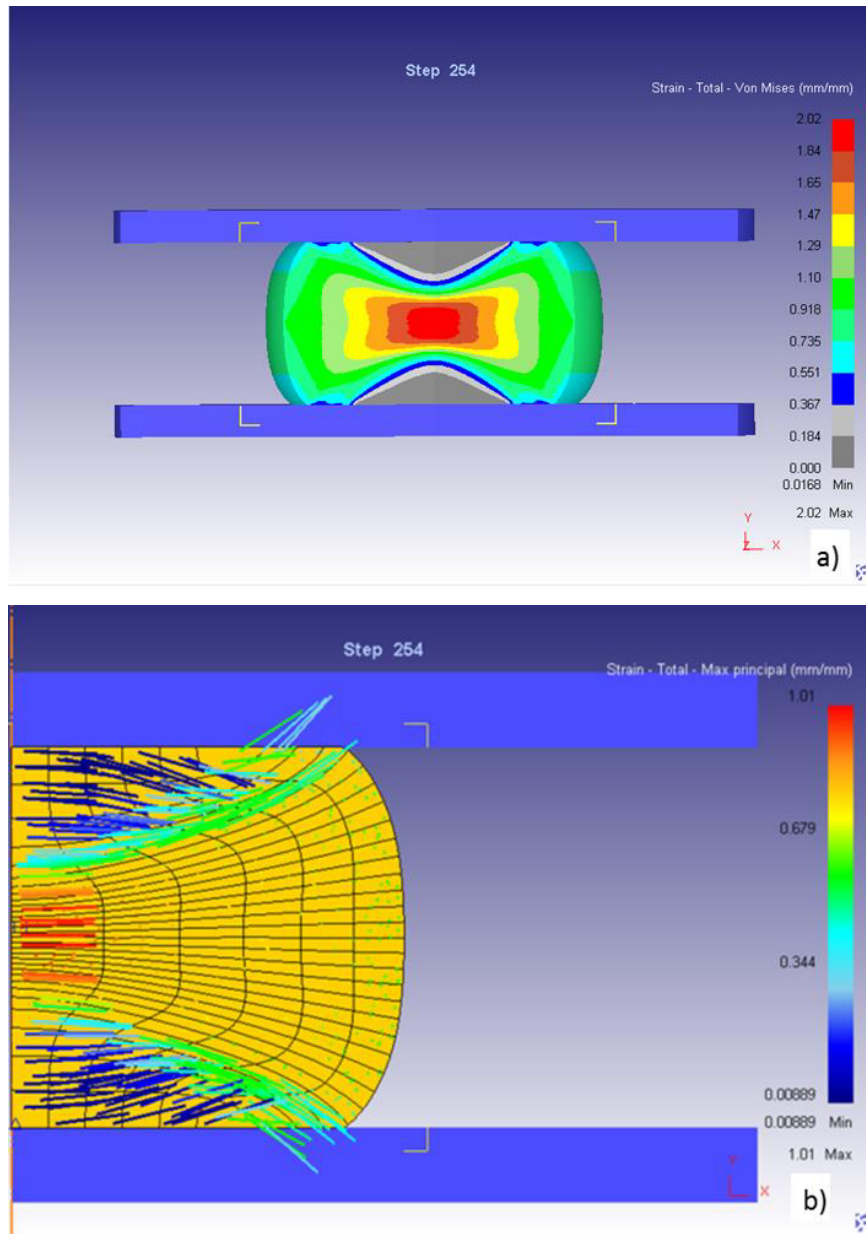 Step 254
Strain - Total - Von Mises (mm/mm)
2.02
1.84
1.65
1.47
1.29
1.10
0.918
0.735
0.551
0.367
0.184
0.000
0.0168 Min
2.02 Max
Y
Z X
a)
Step 254
Strain - Total - Max principal (mm/mm)
1.01
0.679
0.344
0.00889
0.00889 Min
1.01 Max
Y
X
b)